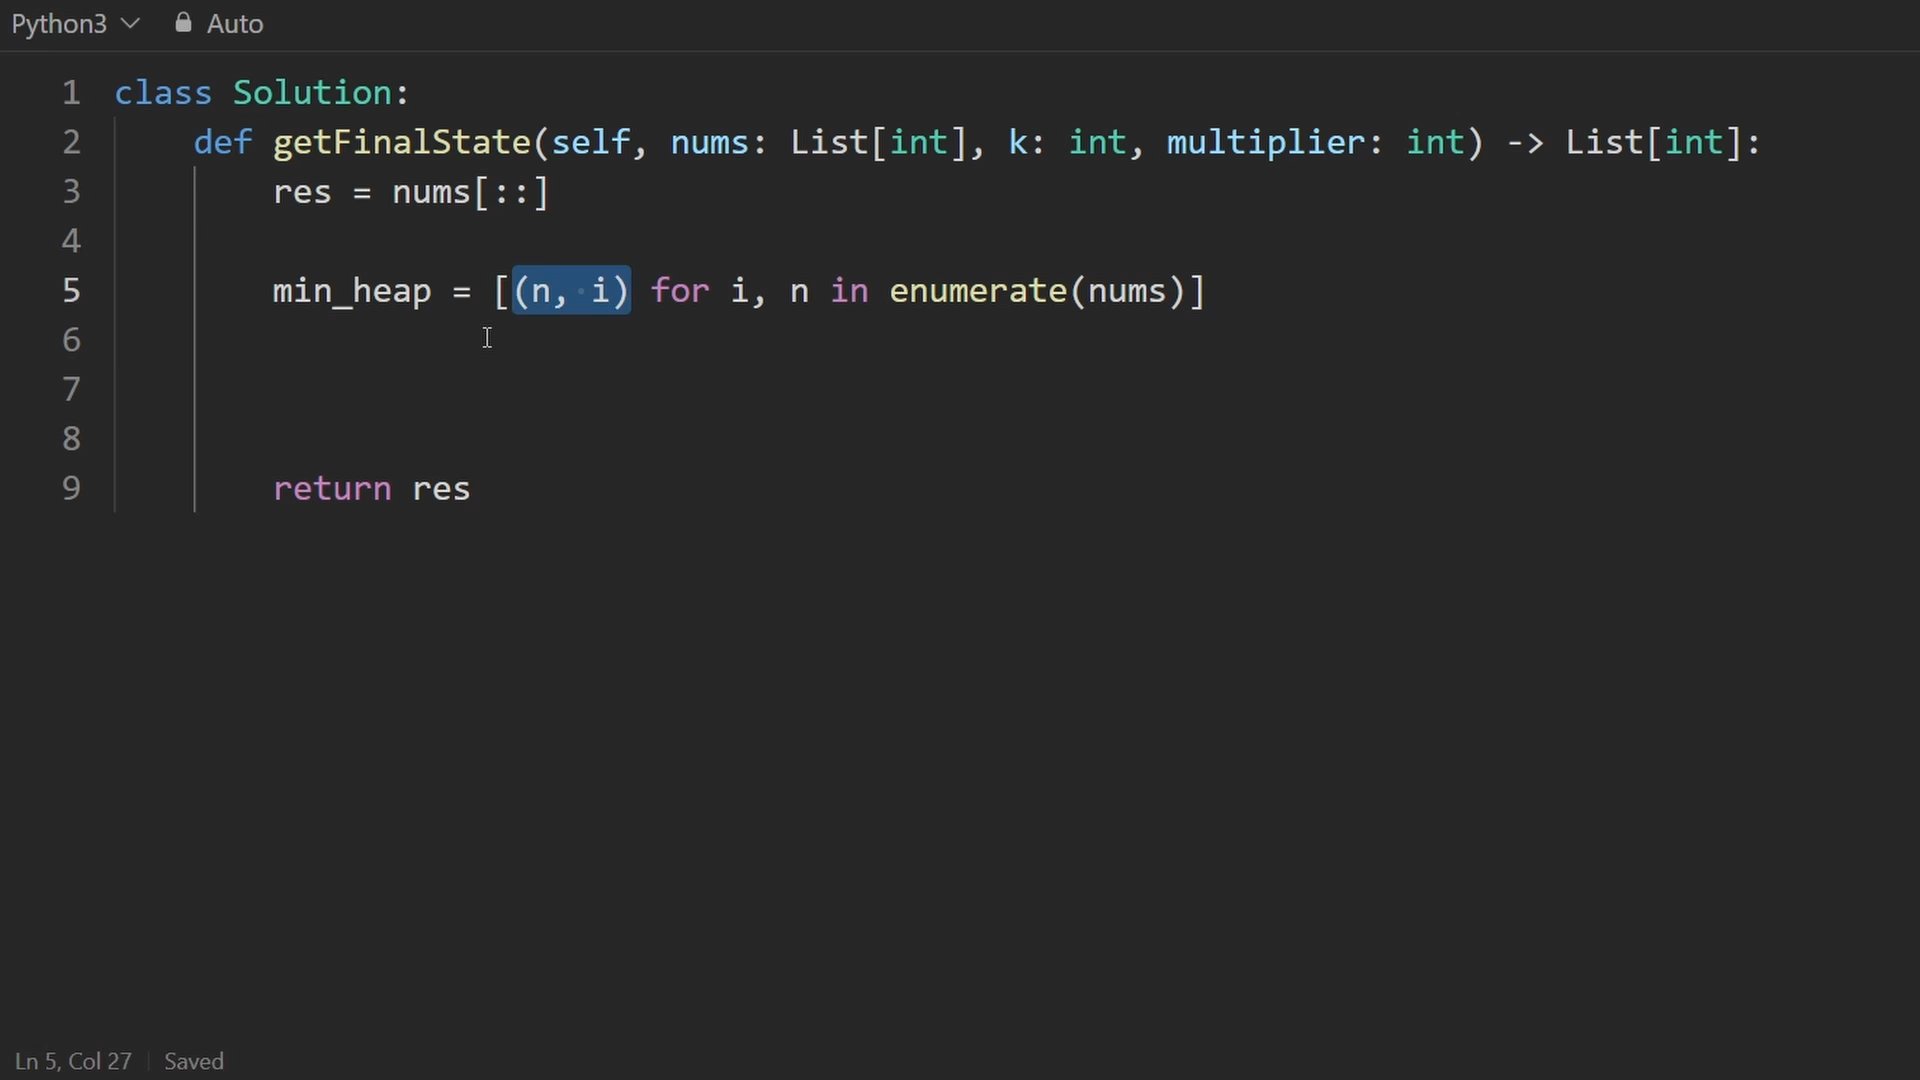 Python3 Auto
1 class Solution:
2 def getFinalState(self, nums: List[int], k: int, multiplier: int) -> List[int]:
3 res = nums[::]
4
5 min_heap = [(n, i) for i, n in enumerate(nums)]
6
7
8
9 return res
Ln 5, Col 27 Saved